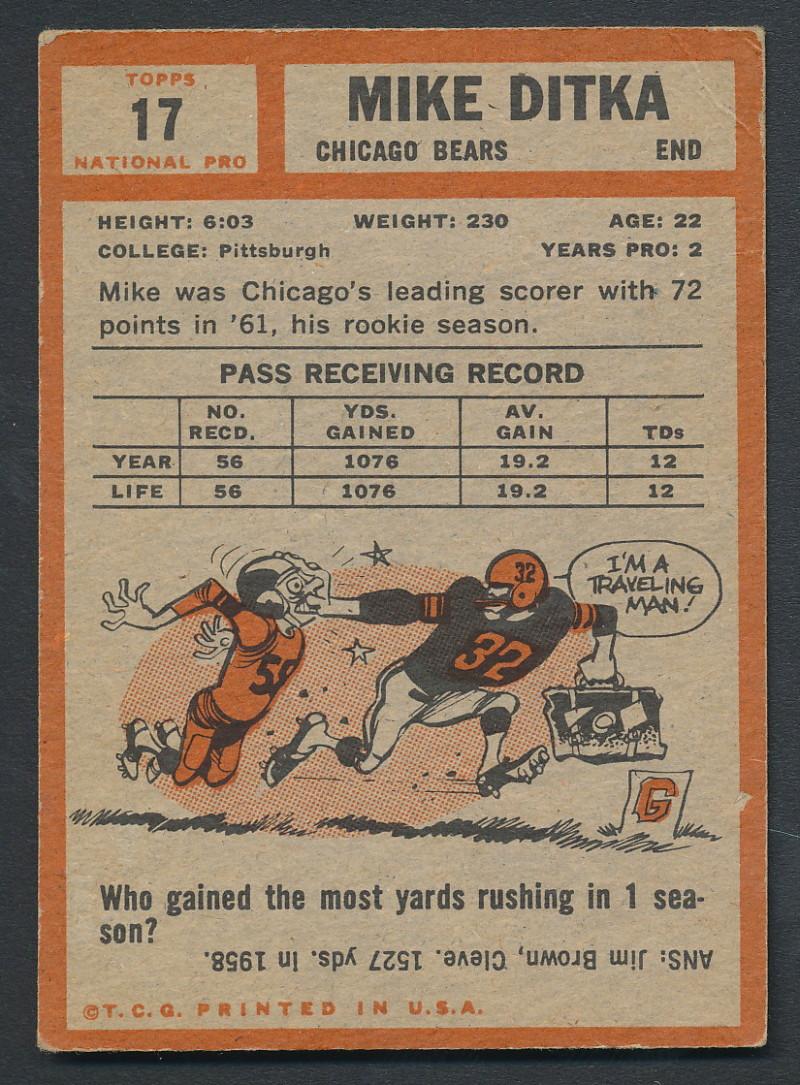 TOPPS
17
NATIONAL PRO
MIKE DITKA
CHICAGO BEARS END
HEIGHT: 6:03 WEIGHT: 230 AGE: 22
COLLEGE: Pittsburgh YEARS PRO: 2
Mike was Chicago's leading scorer with 72
points in '61, his rookie season.
PASS RECEIVING RECORD
NO. RECD. YDS. GAINED AV. GAIN TDs
YEAR 56 1076 19.2 12
LIFE 56 1076 19.2 12
32
I'M A
TRAVELING
MAN!
32
56
G
Who gained the most yards rushing in 1 sea-
son?
ANS: Jim Brown, Cleve. 1527 yds. in 1958.
©T.C.G. PRINTED IN U.S.A.